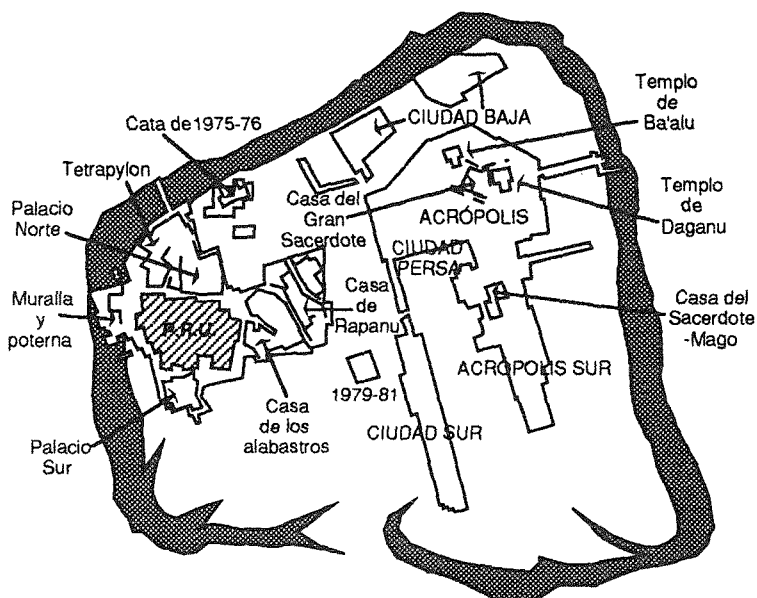 Templo
de
Ba'alu
CIUDAD BAJA
Cata de 1975-76
Tetrapylon
Palacio
Norte
Casa del
Gran
Sacerdote
ACRÓPOLIS
Templo
de
Daganu
CIUDAD
PERSA
Muralla
y
poterna
P.R.U.
Casa
de
Rapanu
Casa del
Sacerdote
-Mago
1979-81
ACROPOLIS SUR
Casa
de los
alabastros
CIUDAD SUR
Palacio
Sur